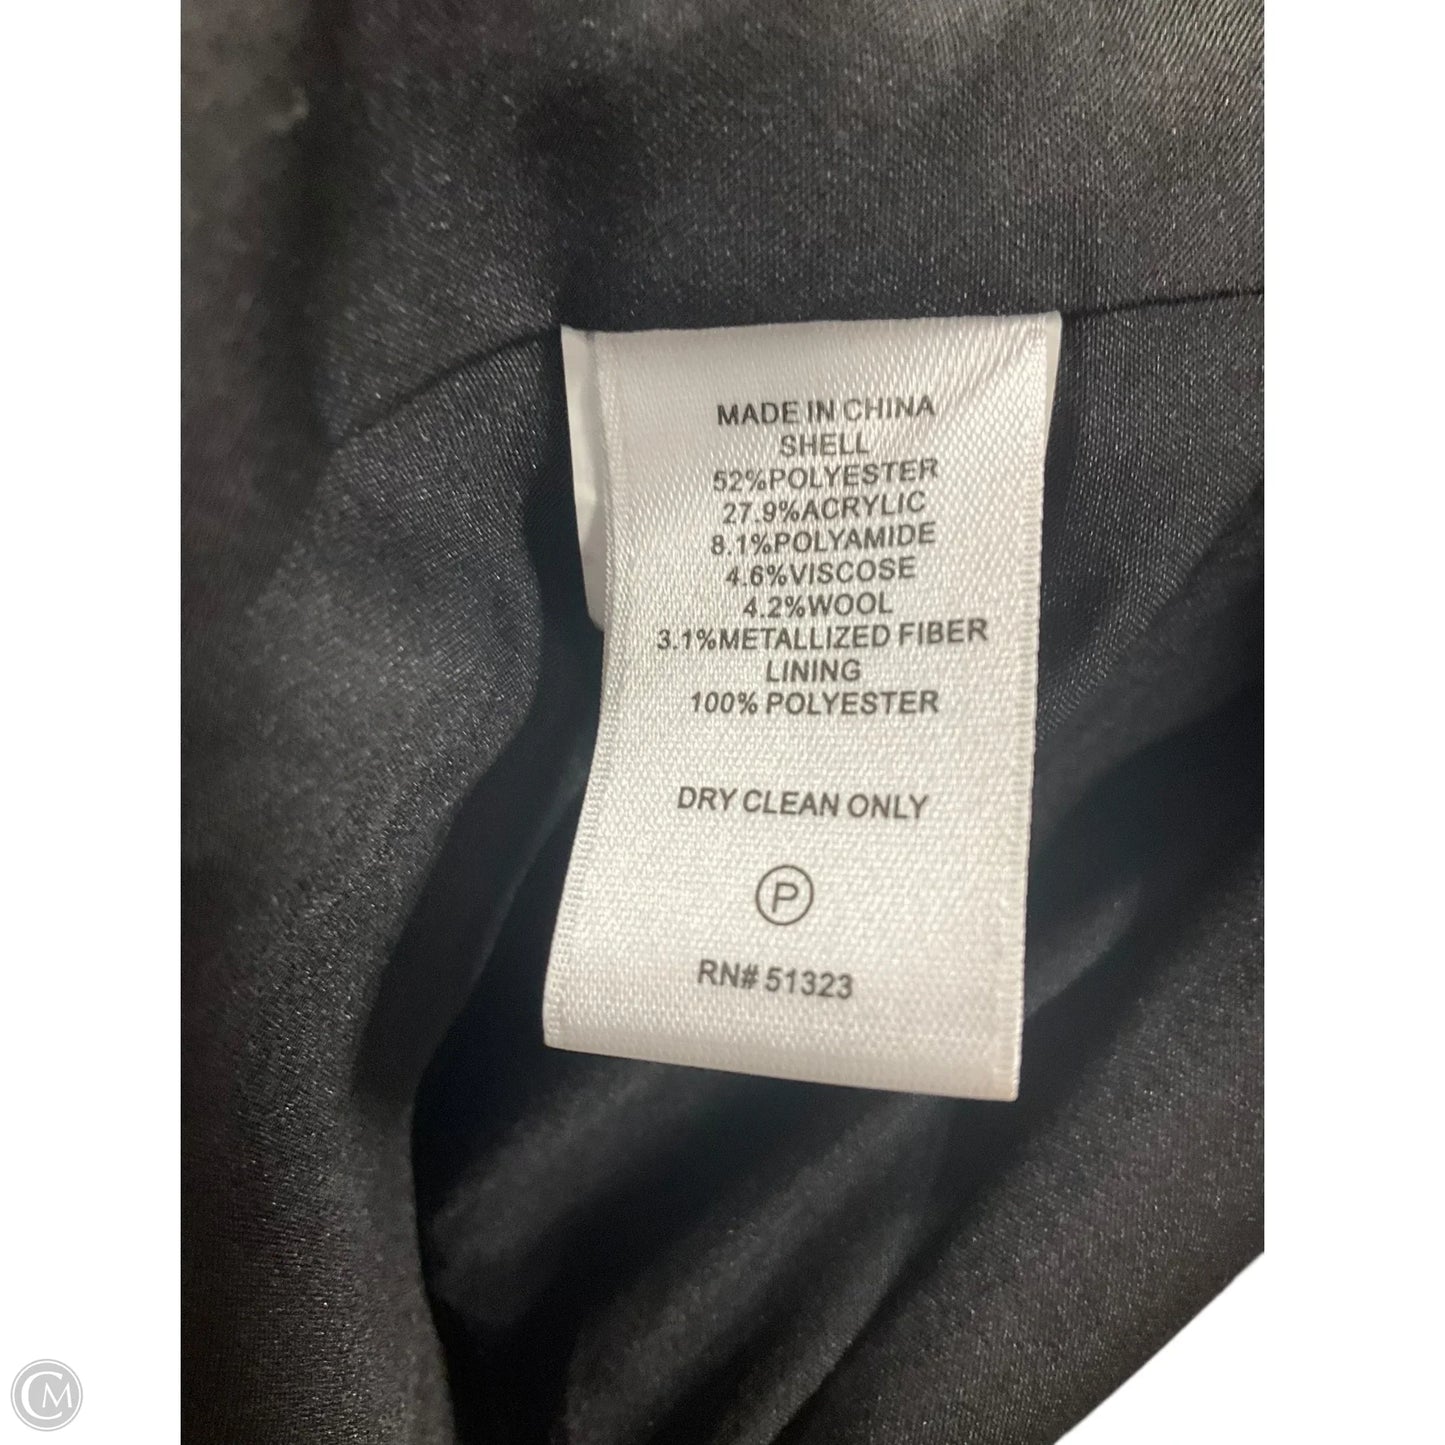 MADE IN CHINA
SHELL
52%POLYESTER
27.9%ACRYLIC
8.1%POLYAMIDE
4.6%VISCOSE
4.2%WOOL
3.1%METALLIZED FIBER
LINING
100% POLYESTER
DRY CLEAN ONLY
P
RN# 51323
CM